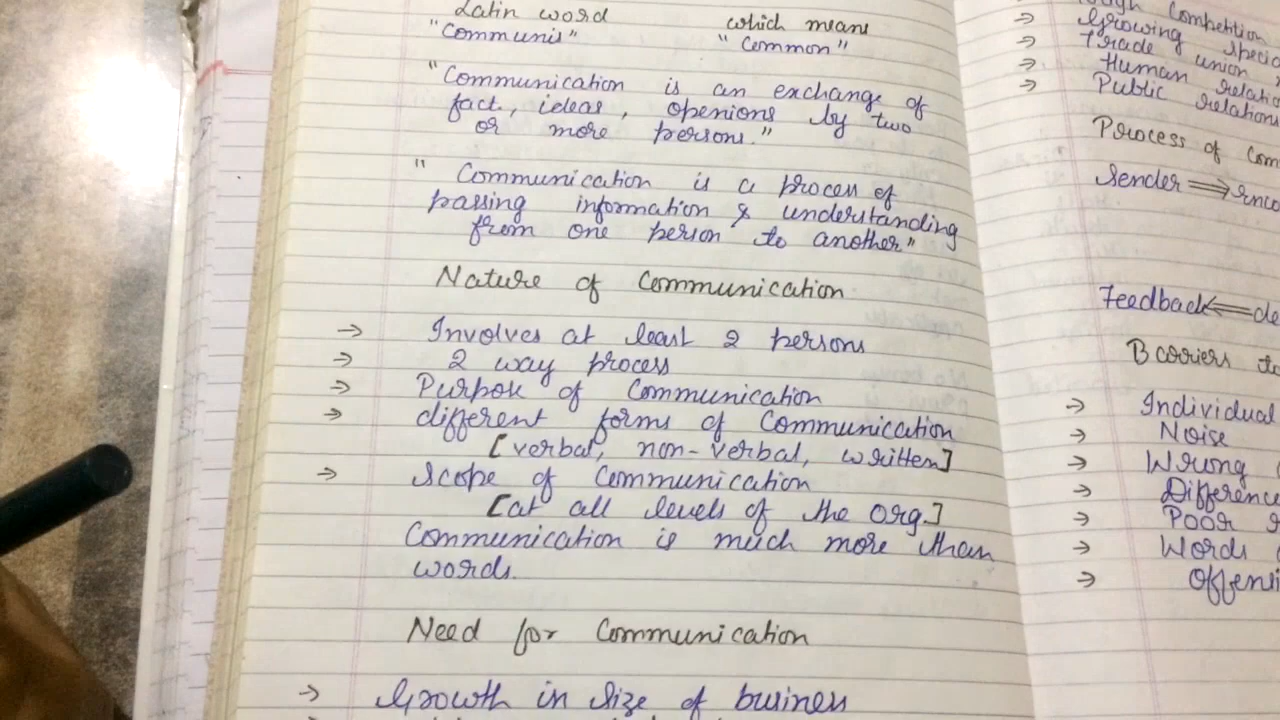 Latin word which means
"Communis" "Common"
"Communication is an exchange of
fact, ideas, openions by two
or more persons."
"Communication is a process of
passing information & understanding
from one person to another"
Nature of Communication
→ Involves at least 2 persons
→ 2 way process
→ Purpose of Communication
→ different forms of Communication
[verbal, non-verbal, written]
→ Scope of Communication
[at all levels of the org.]
Communication is much more than
words.
Need for Communication
→ Growth in size of business
Competition
→ Growing
→ Trade union
→ Human
→ Public relations
Process of
Sender ⇒
Feedback ⇐
Barriers to
→ Individual
→ Noise
→ Wrong
→ Difference
→ Poor
→ Words
→